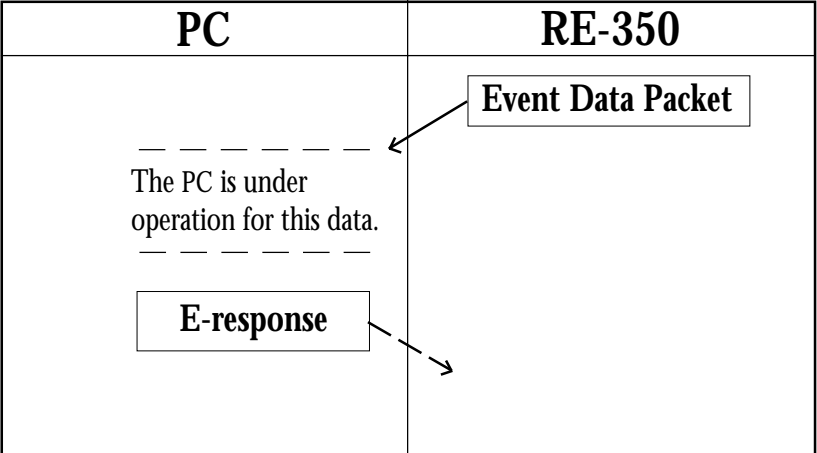 PC
RE-350
Event Data Packet
The PC is under
operation for this data.
E-response